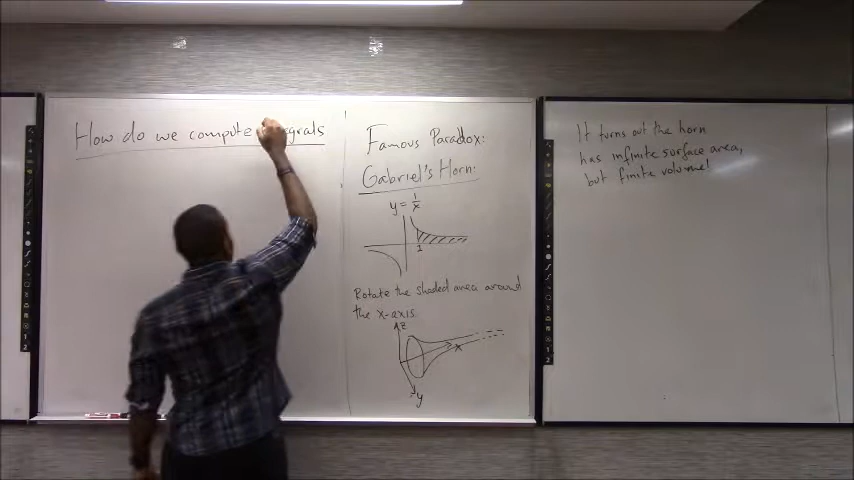 How do we compute integrals
Famous Paradox:
Gabriel's Horn:
y = 1/x
1
Rotate the shaded area around
the x-axis.
z
x
y
It turns out the horn
has infinite surface area,
but finite volume!